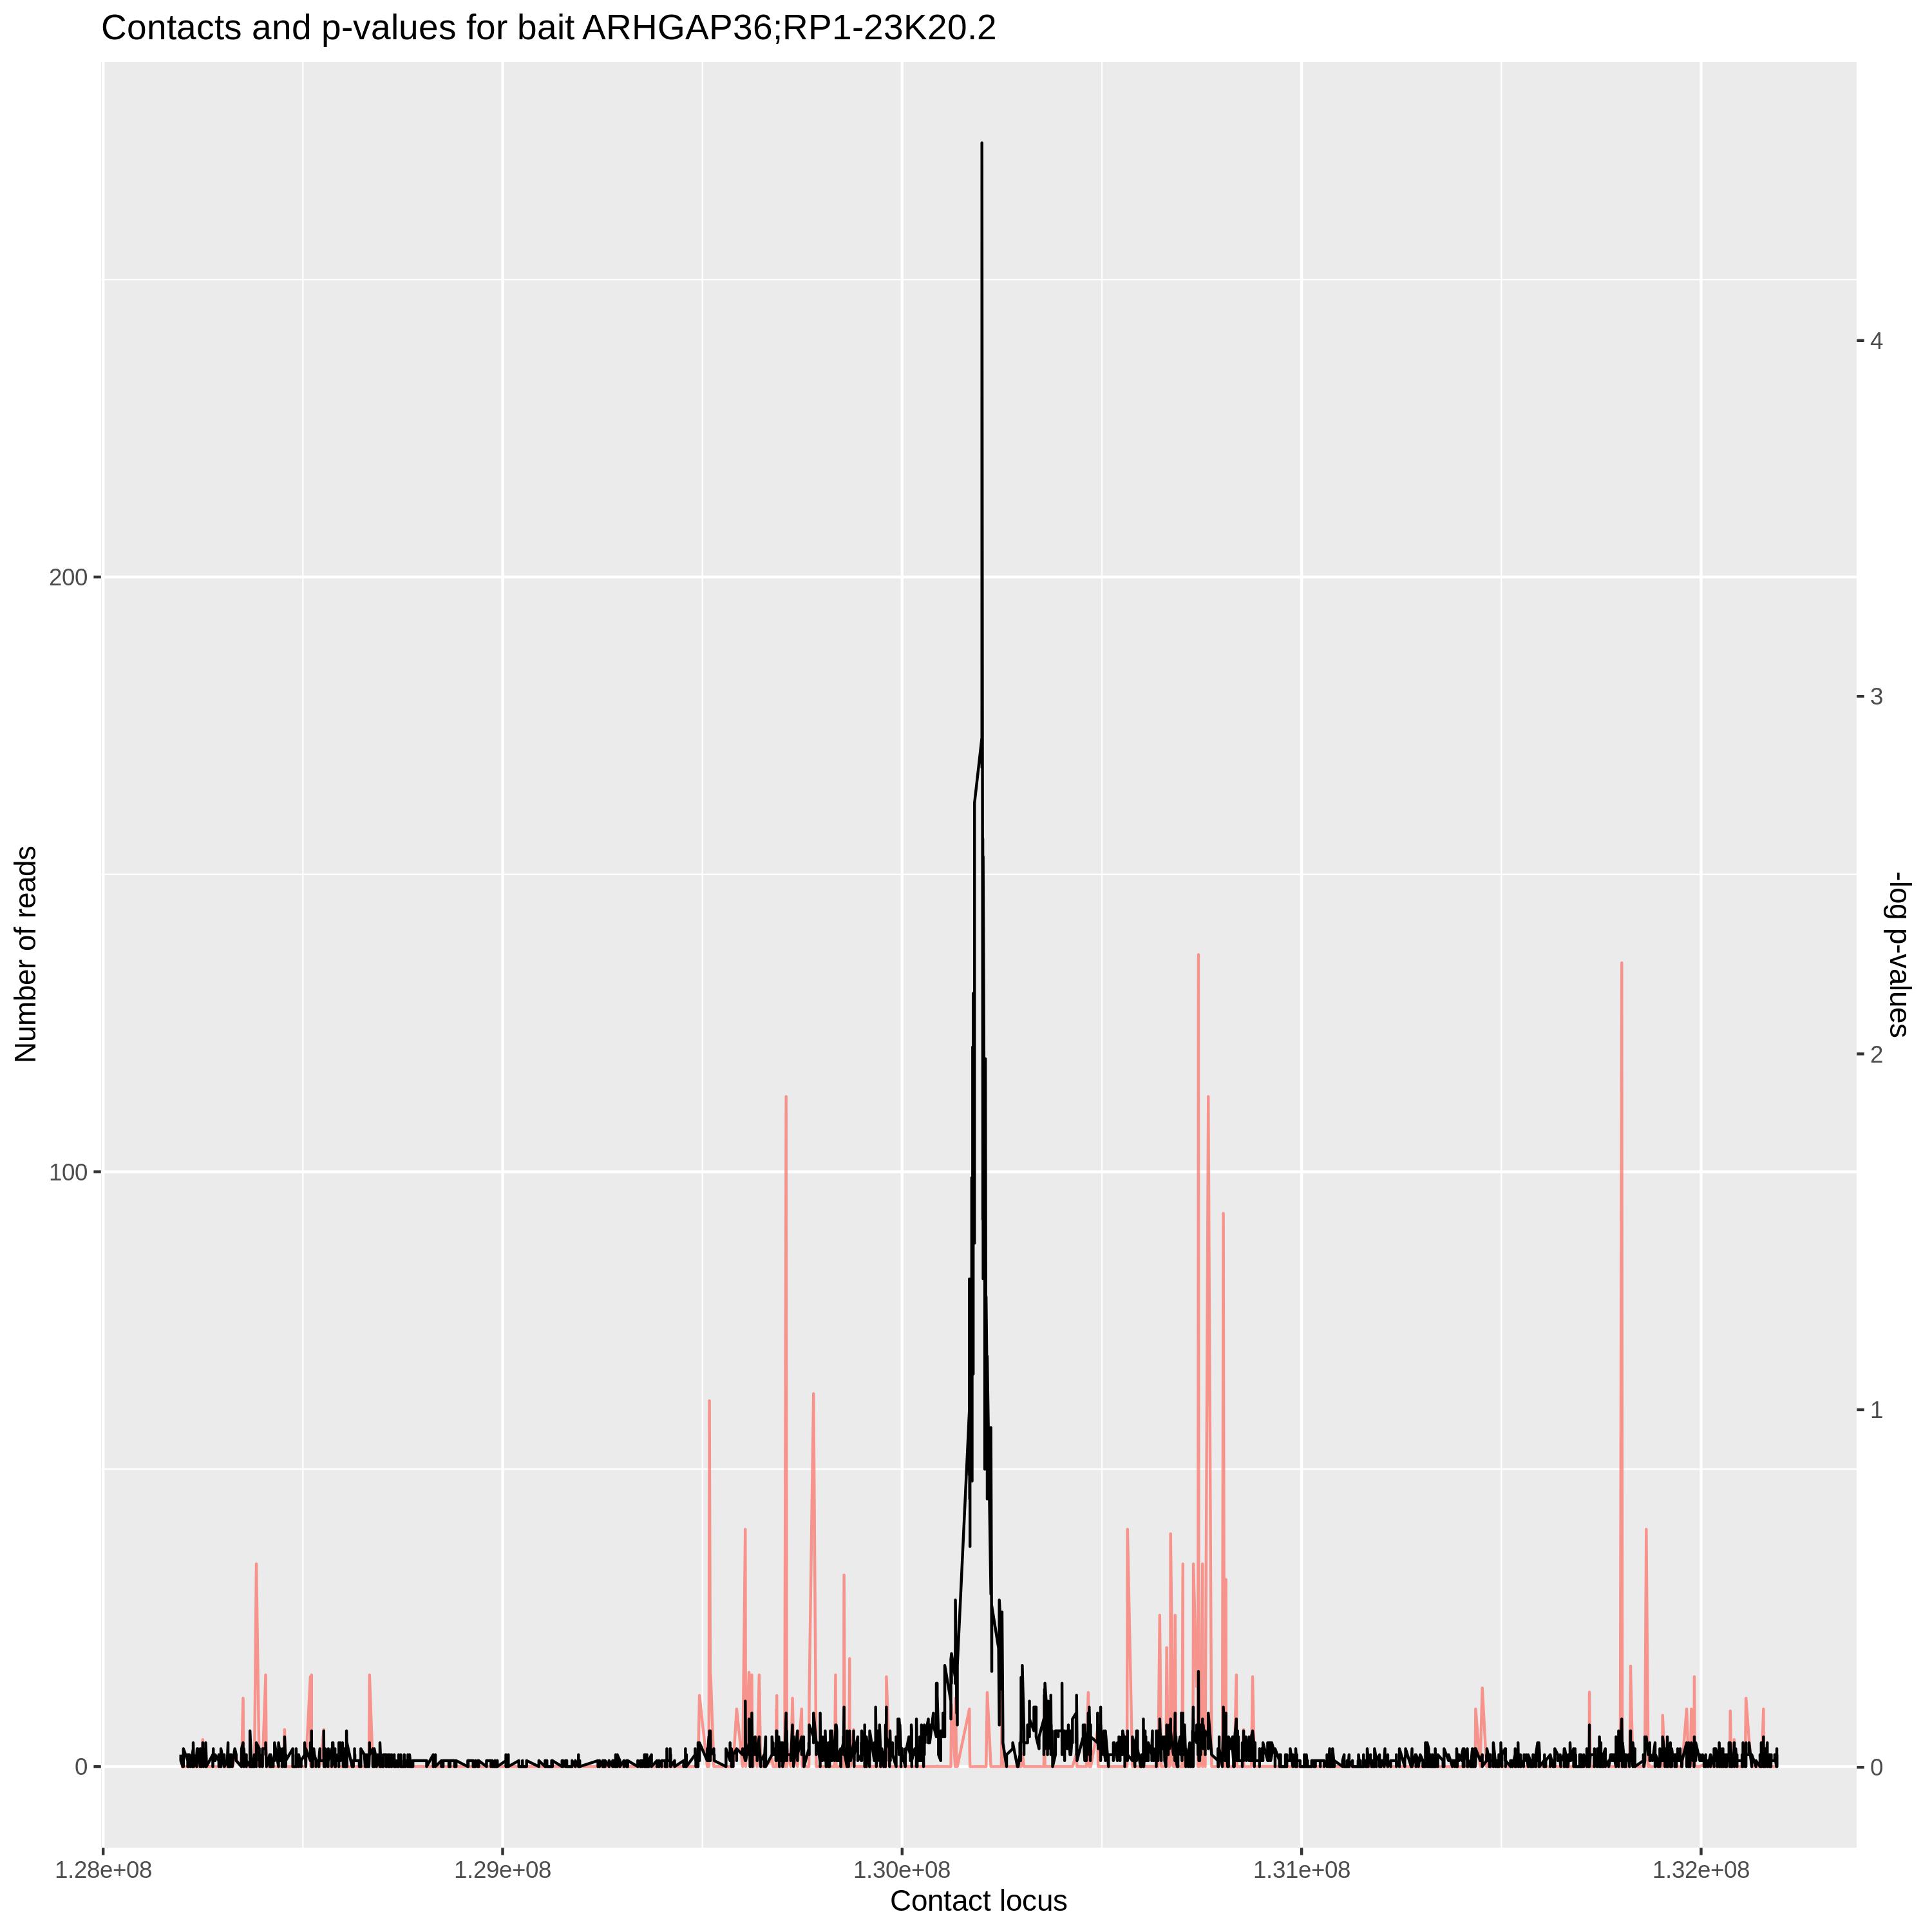 Contacts and p-values for bait ARHGAP36;RP1-23K20.2
Number of reads
200
100
0
4
3
2
1
0
-log p-values
1.28e+08 1.29e+08 1.30e+08 1.31e+08 1.32e+08
Contact locus